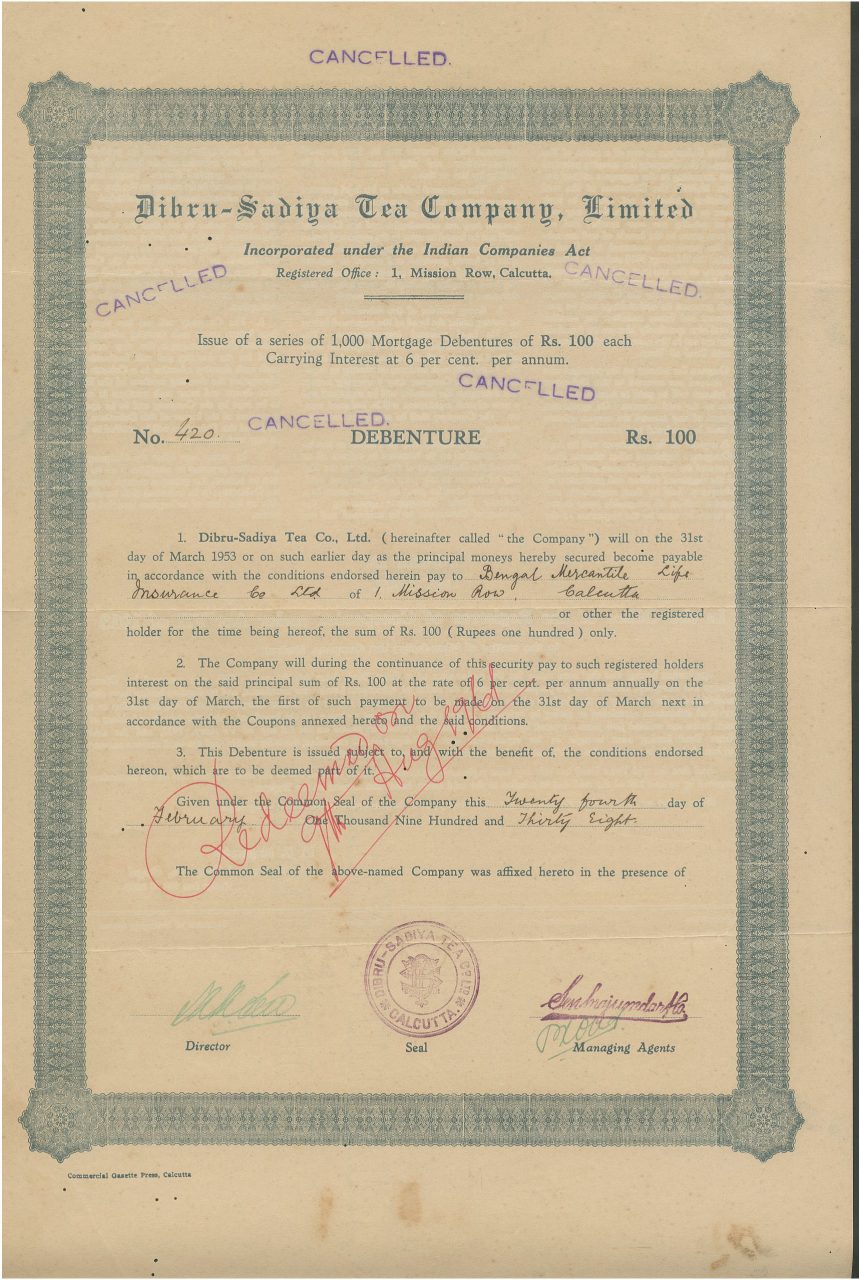 CANCELLED.
Dibru-Sadiya Tea Company, Limited
Incorporated under the Indian Companies Act
Registered Office: 1, Mission Row, Calcutta.
CANCELLED
CANCELLED.
Issue of a series of 1,000 Mortgage Debentures of Rs. 100 each
Carrying Interest at 6 per cent. per annum.
CANCELLED
CANCELLED.
No. 420. DEBENTURE Rs. 100
1. Dibru-Sadiya Tea Co., Ltd. (hereinafter called "the Company") will on the 31st
day of March 1953 or on such earlier day as the principal moneys hereby secured become payable
in accordance with the conditions endorsed herein pay to Bengal Mercantile Life
Insurance Co Ltd of 1, Mission Row, Calcutta
or other the registered
holder for the time being hereof, the sum of Rs. 100 (Rupees one hundred) only.
2. The Company will during the continuance of this security pay to such registered holders
interest on the said principal sum of Rs. 100 at the rate of 6 per cent. per annum annually on the
31st day of March, the first of such payment to be made on the 31st day of March next in
accordance with the Coupons annexed hereto and the said conditions.
3. This Debenture is issued subject to, and with the benefit of, the conditions endorsed
hereon, which are to be deemed part of it.
Given under the Common Seal of the Company this Twenty fourth day of
February One Thousand Nine Hundred and Thirty Eight.
Redeemed on
The Common Seal of the above-named Company was affixed hereto in the presence of
DIBRU-SADIYA TEA CO LTD
CALCUTTA.
Director Seal Managing Agents
Commercial Gazette Press, Calcutta